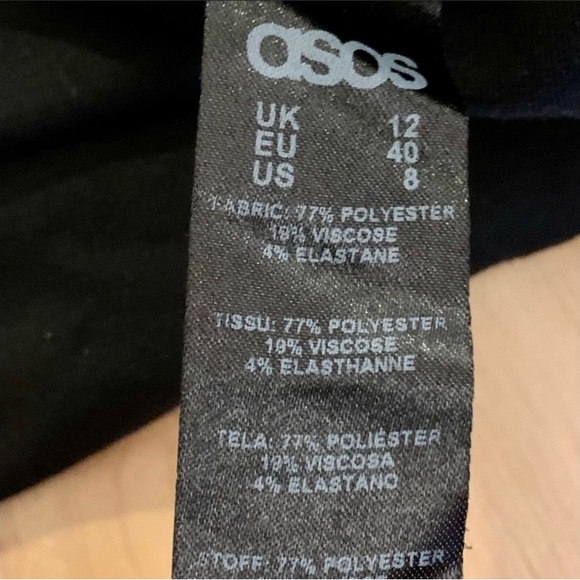 asos
UK 12
EU 40
US 8
FABRIC: 77% POLYESTER
19% VISCOSE
4% ELASTANE
TISSU: 77% POLYESTER
19% VISCOSE
4% ELASTHANNE
TELA: 77% POLIÉSTER
19% VISCOSA
4% ELASTANO
STOFF: 77% POLYESTER